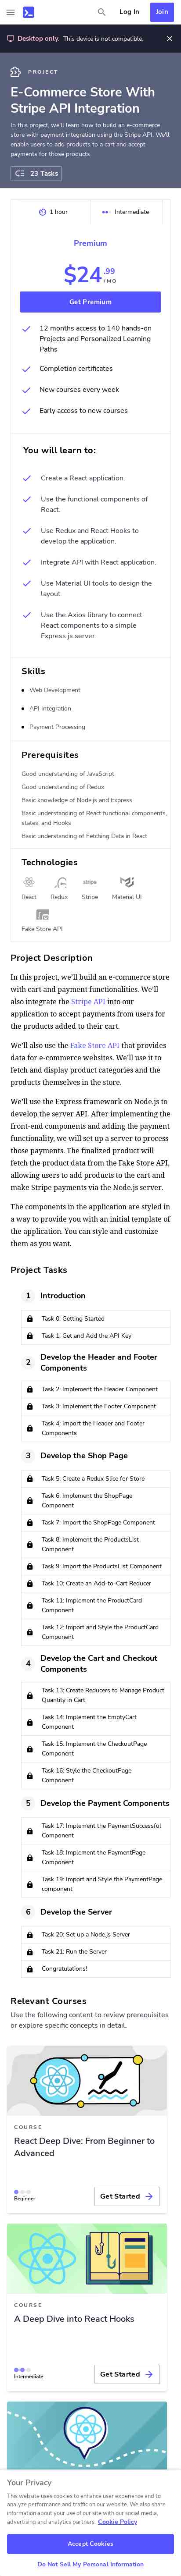 Log In
Join
Desktop only. This device is not compatible.
PROJECT
E-Commerce Store With
Stripe API Integration
In this project, we'll learn how to build an e-commerce
store with payment integration using the Stripe API. We'll
also enable users to add products to a cart and accept
payments for those products.
23 Tasks
1 hour
Intermediate
Premium
$24.99
/MO
Get Premium
12 months access to 140 hands-on
Projects and Personalized Learning
Paths
Completion certificates
New courses every week
Early access to new courses
You will learn to:
Create a React application.
Use the functional components of
React.
Use Redux and React Hooks to
develop the application.
Integrate API with React application.
Use Material UI tools to design the
layout.
Use the Axios library to connect
React components to a simple
Express.js server.
Skills
Web Development
API Integration
Payment Processing
Prerequisites
Good understanding of JavaScript
Good understanding of Redux
Basic knowledge of Node.js and Express
Basic understanding of React functional components,
states, and Hooks
Basic understanding of Fetching Data in React
Technologies
React
Redux
stripe
Stripe
Material UI
Fake Store API
Project Description
In this project, we'll build an e-commerce store
with cart and payment functionalities. We'll
also integrate the Stripe API into our
application to accept payments from users for
the products added to their cart.
We'll also use the Fake Store API that provides
data for e-commerce websites. We'll use it to
fetch and display product categories and the
products themselves in the store.
We'll use the Express framework on Node.js to
develop the server API. After implementing the
front-end components and adding the payment
functionality, we will set up a server to process
those payments. The finalized product will
fetch the product data from the Fake Store API,
allowing users to add products to the cart and
make Stripe payments via the Node.js server.
The components in the application are styled in
a way to provide you with an initial template of
the application. You can style and customize
them as you want.
Project Tasks
1
Introduction
Task 0: Getting Started
Task 1: Get and Add the API Key
2
Develop the Header and Footer
Components
Task 2: Implement the Header Component
Task 3: Implement the Footer Component
Task 4: Import the Header and Footer
Components
3
Develop the Shop Page
Task 5: Create a Redux Slice for Store
Task 6: Implement the ShopPage
Component
Task 7: Import the ShopPage Component
Task 8: Implement the ProductsList
Component
Task 9: Import the ProductsList Component
Task 10: Create an Add-to-Cart Reducer
Task 11: Implement the ProductCard
Component
Task 12: Import and Style the ProductCard
Component
4
Develop the Cart and Checkout
Components
Task 13: Create Reducers to Manage Product
Quantity in Cart
Task 14: Implement the EmptyCart
Component
Task 15: Implement the CheckoutPage
Component
Task 16: Style the CheckoutPage
Component
5
Develop the Payment Components
Task 17: Implement the PaymentSuccessful
Component
Task 18: Implement the PaymentPage
Component
Task 19: Import and Style the PaymentPage
component
6
Develop the Server
Task 20: Set up a Node.js Server
Task 21: Run the Server
Congratulations!
Relevant Courses
Use the following content to review prerequisites
or explore specific concepts in detail.
COURSE
React Deep Dive: From Beginner to
Advanced
Beginner
Get Started
COURSE
A Deep Dive into React Hooks
Intermediate
Get Started
Your Privacy
This website uses cookies to enhance user experience and to
analyze performance and traffic on our website. We also share
information about your use of our site with our social media,
advertising and analytics partners. Cookie Policy
Accept Cookies
Do Not Sell My Personal Information